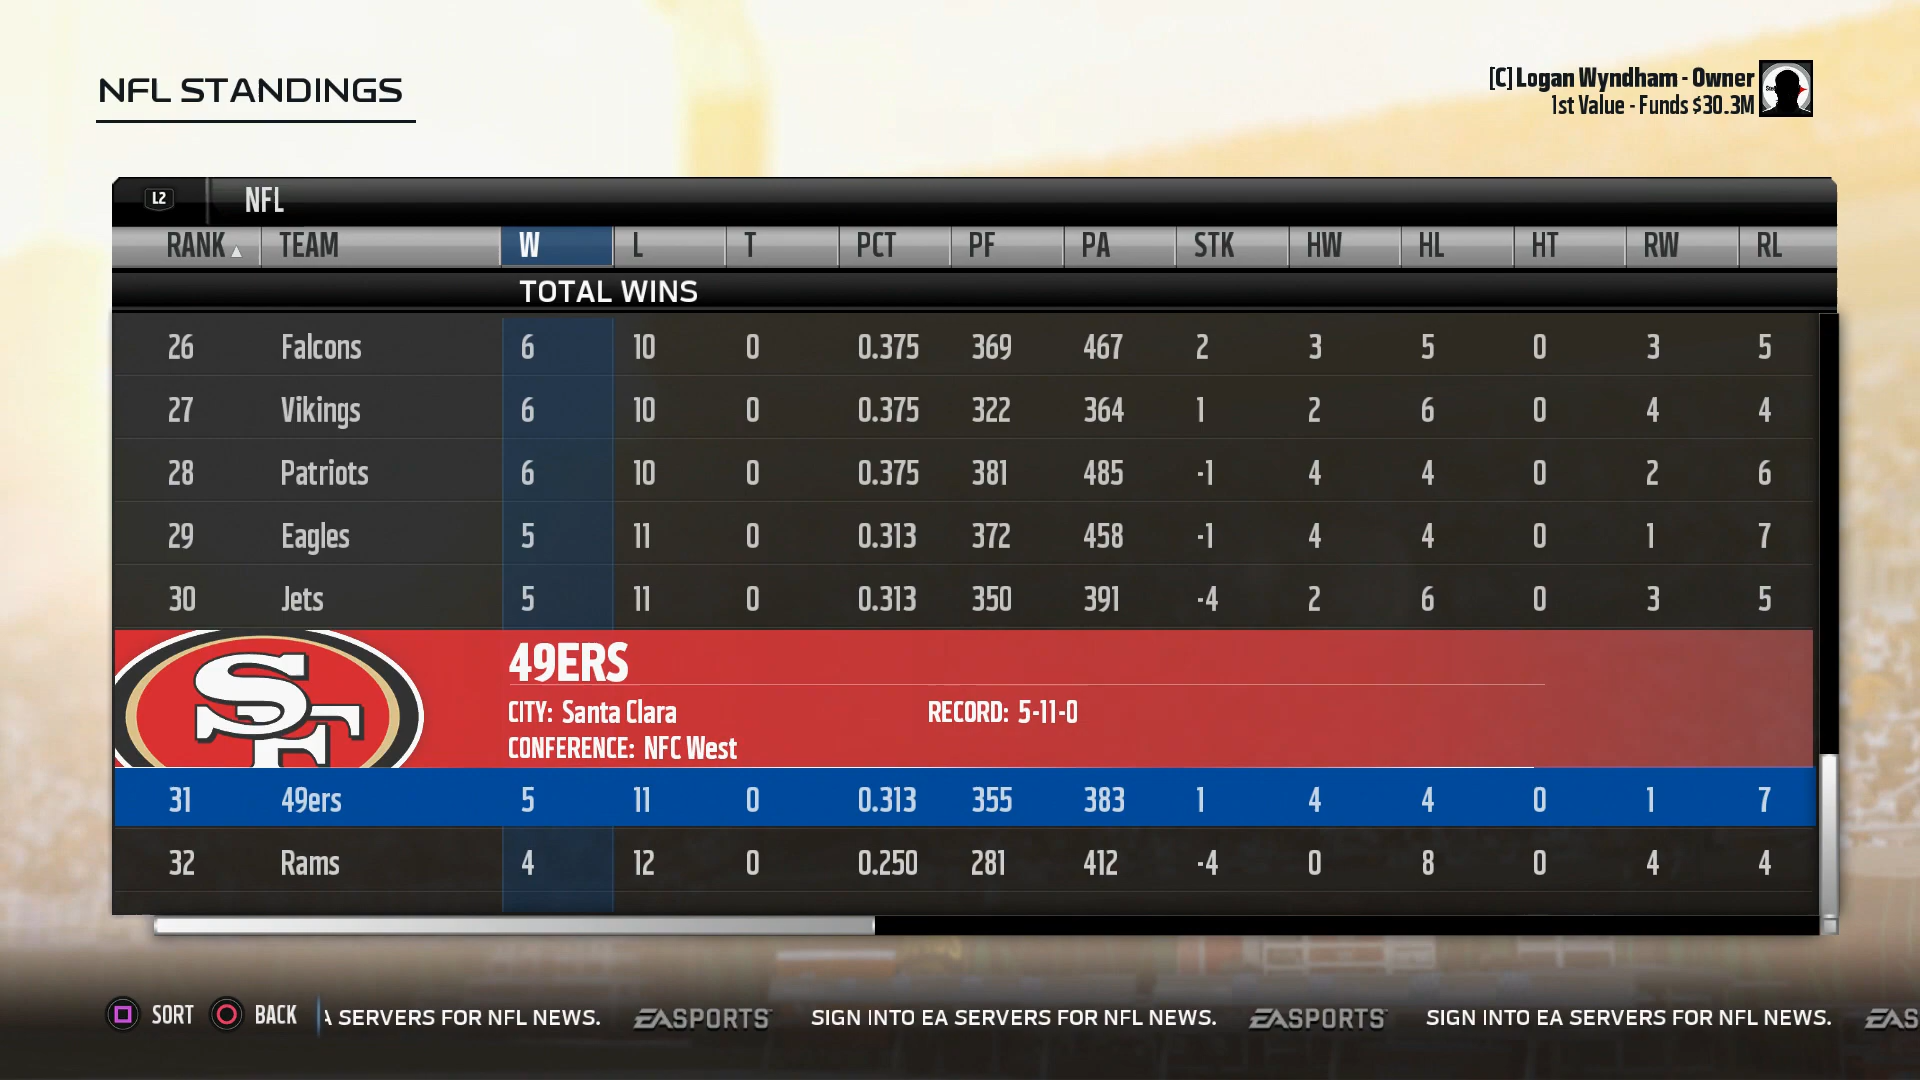 NFL STANDINGS
[C] Logan Wyndham - Owner
1st Value - Funds $30.3M
L2 NFL
RANK TEAM W L T PCT PF PA STK HW HL HT RW RL
TOTAL WINS
26 Falcons 6 10 0 0.375 369 467 2 3 5 0 3 5
27 Vikings 6 10 0 0.375 322 364 1 2 6 0 4 4
28 Patriots 6 10 0 0.375 381 485 -1 4 4 0 2 6
29 Eagles 5 11 0 0.313 372 458 -1 4 4 0 1 7
30 Jets 5 11 0 0.313 350 391 -4 2 6 0 3 5
SF
49ERS
CITY: Santa Clara RECORD: 5-11-0
CONFERENCE: NFC West
31 49ers 5 11 0 0.313 355 383 1 4 4 0 1 7
32 Rams 4 12 0 0.250 281 412 -4 0 8 0 4 4
SORT BACK A SERVERS FOR NFL NEWS. EA SPORTS SIGN INTO EA SERVERS FOR NFL NEWS. EA SPORTS SIGN INTO EA SERVERS FOR NFL NEWS. EA S